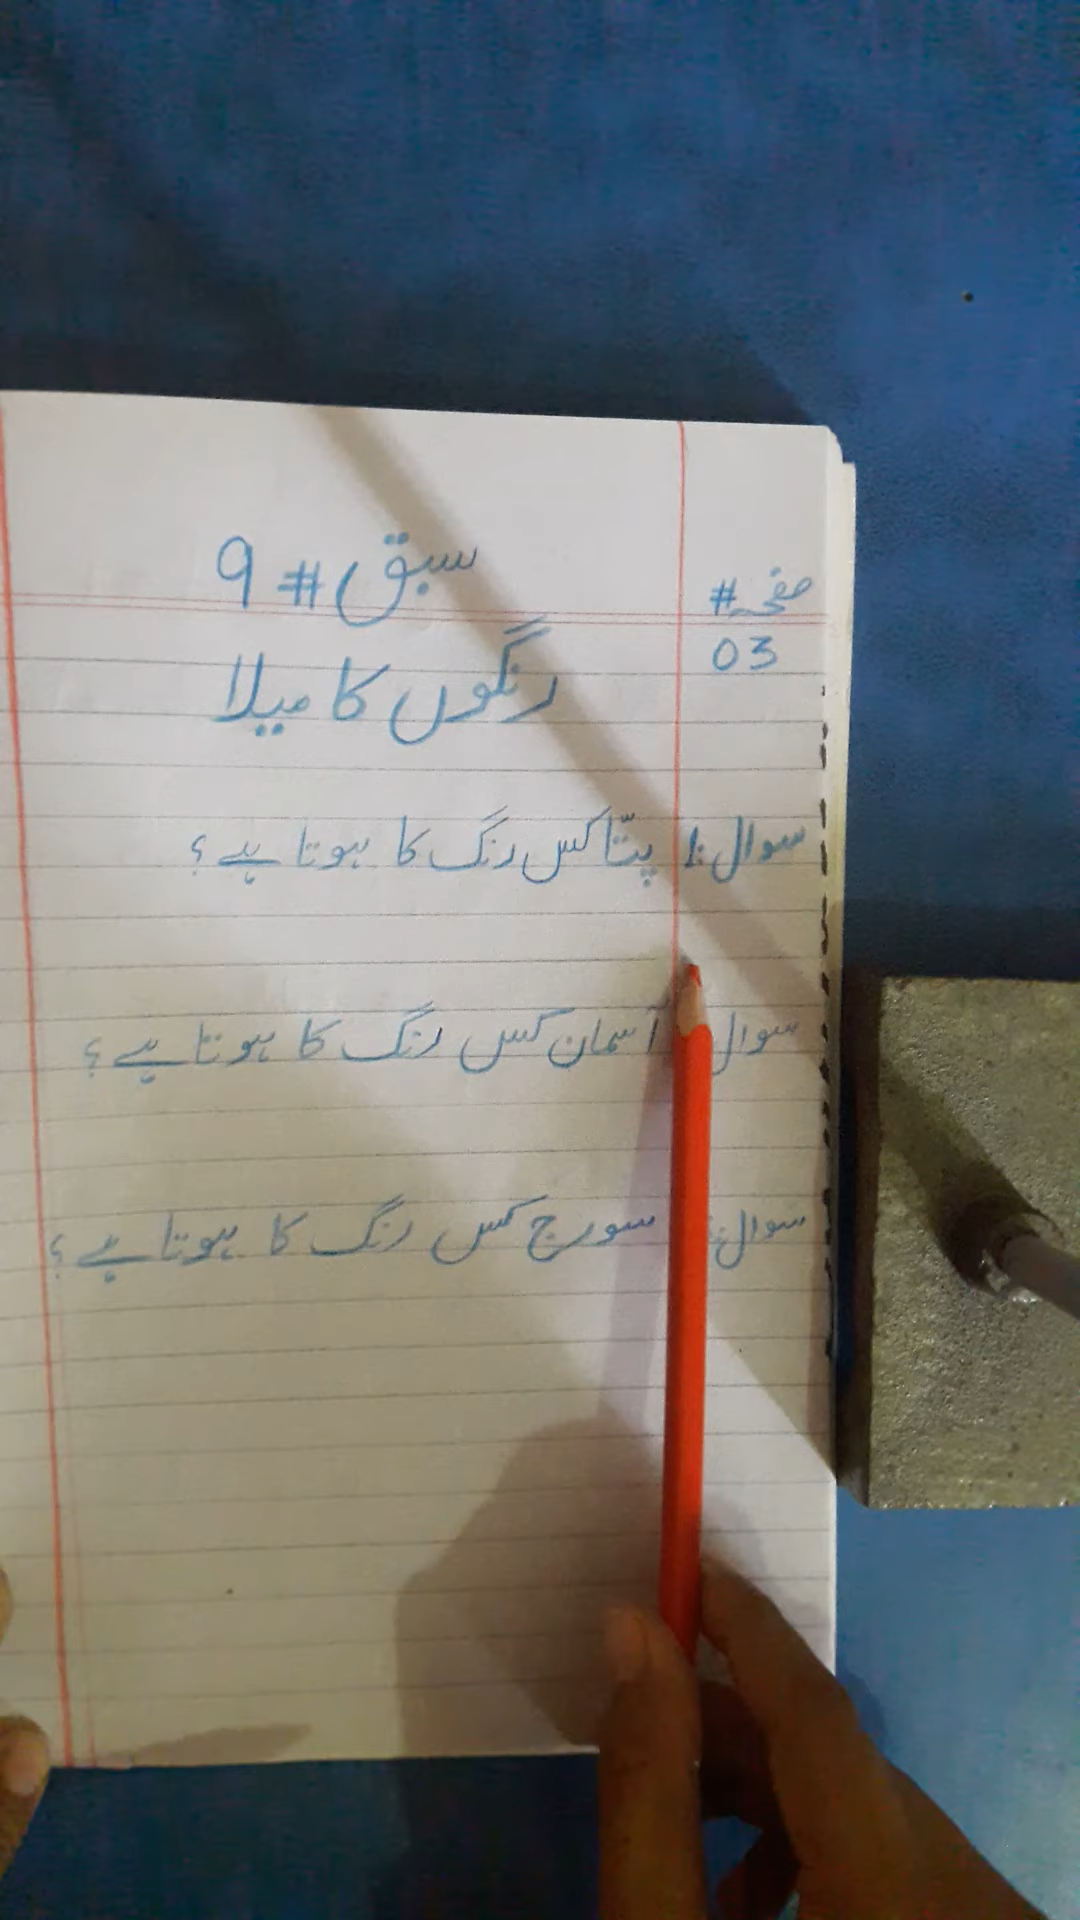 سبق # 9
صفحہ #
03
رنگوں کا میلا
سوال 1: پتّا کس رنگ کا ہوتا ہے؟
سوال آسمان کس رنگ کا ہوتا ہے؟
سوال: سورج کس رنگ کا ہوتا ہے؟